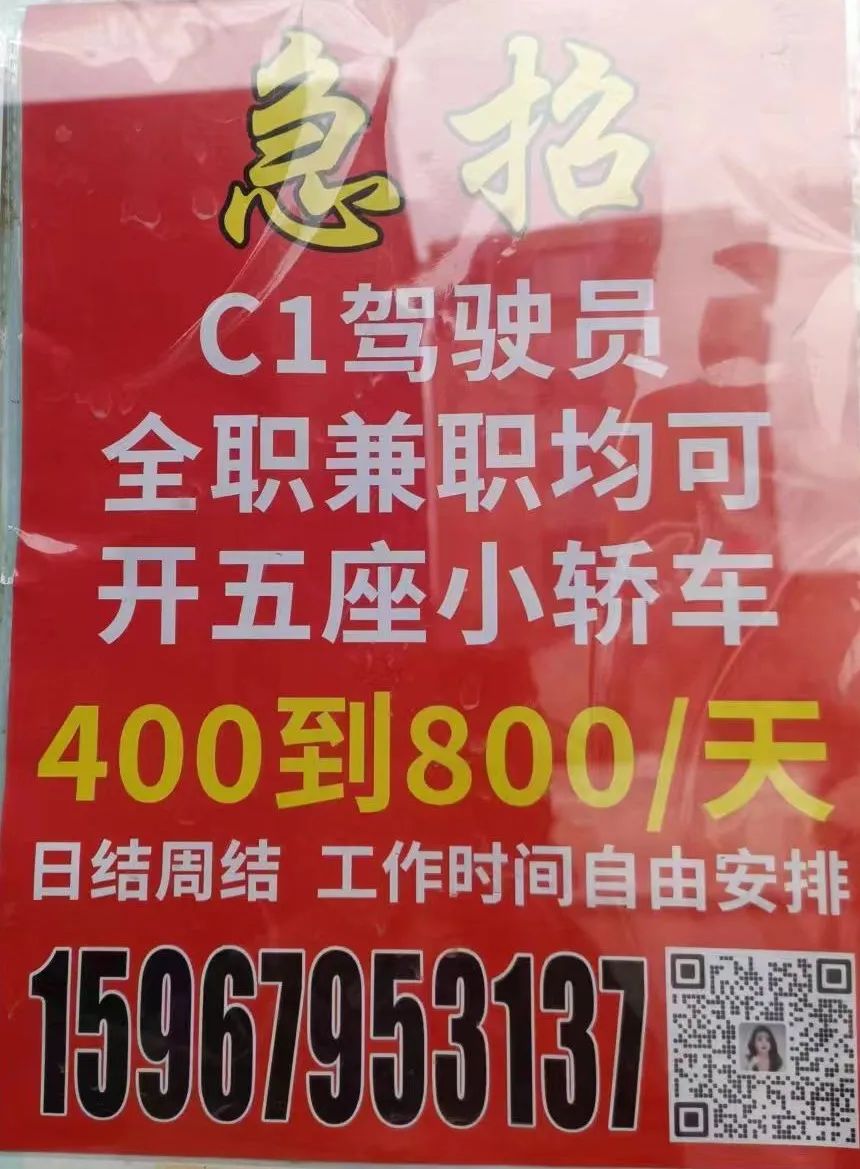 急招
C1驾驶员
全职兼职均可
开五座小轿车
400到800/天
日结周结 工作时间自由安排
15967953137